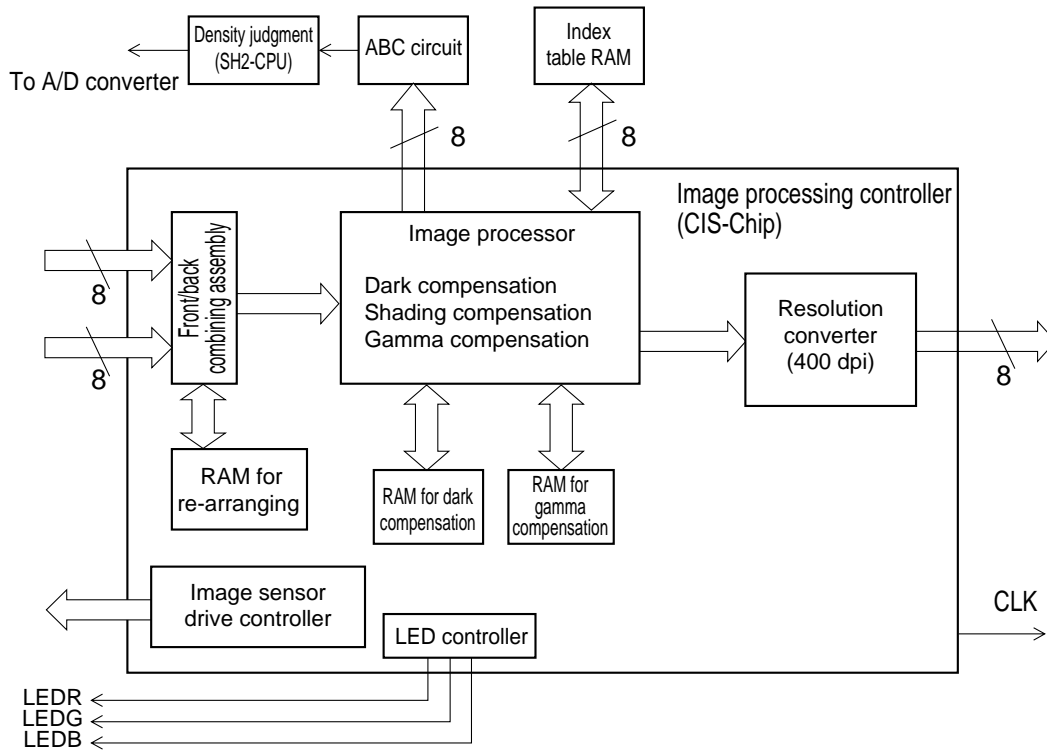 Density judgment
(SH2-CPU)
ABC circuit
Index
table RAM
To A/D converter
8
8
Image processing controller
(CIS-Chip)
Front/back
combining assembly
Image processor
Dark compensation
Shading compensation
Gamma compensation
Resolution
converter
(400 dpi)
8
8
8
RAM for
re-arranging
RAM for dark
compensation
RAM for
gamma
compensation
Image sensor
drive controller
LED controller
CLK
LEDR
LEDG
LEDB